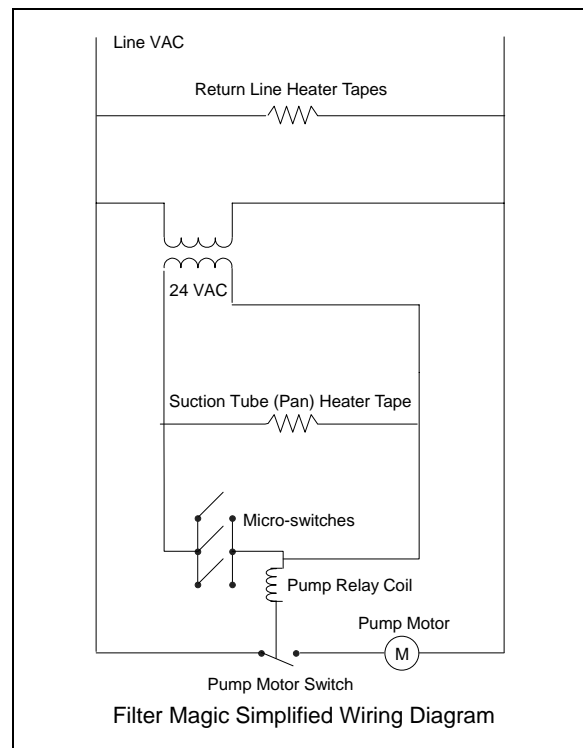 Line VAC
Return Line Heater Tapes
24 VAC
Suction Tube (Pan) Heater Tape
Micro-switches
Pump Relay Coil
Pump Motor
M
Pump Motor Switch
Filter Magic Simplified Wiring Diagram